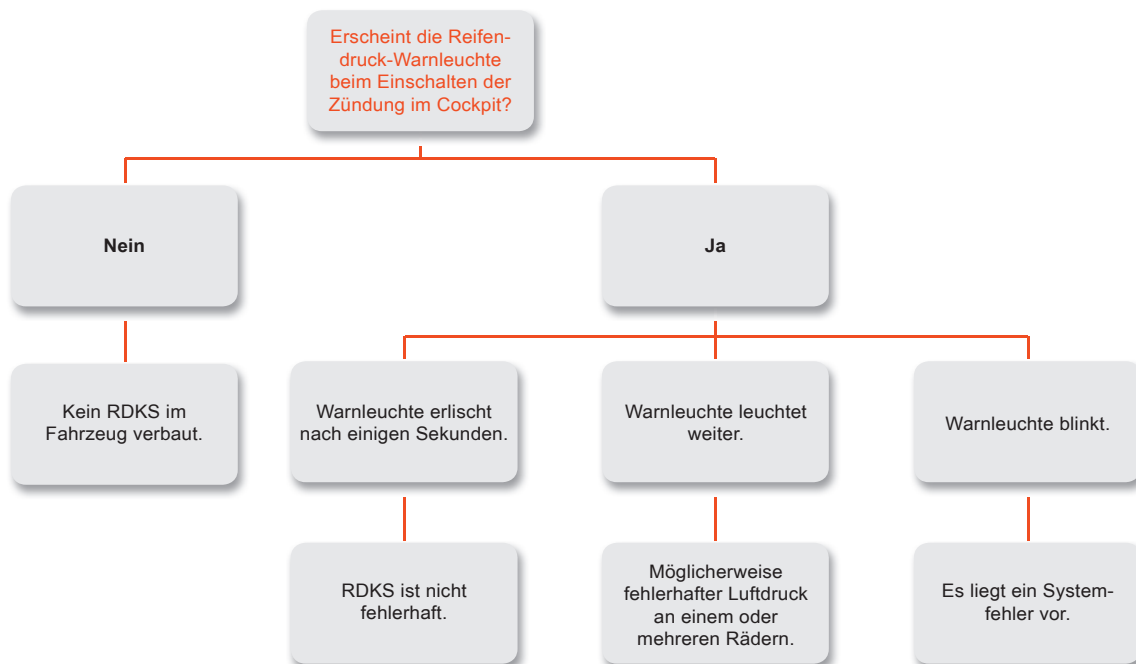 Erscheint die Reifen-
druck-Warnleuchte
beim Einschalten der
Zündung im Cockpit?
Nein
Ja
Kein RDKS im
Fahrzeug verbaut.
Warnleuchte erlischt
nach einigen Sekunden.
Warnleuchte leuchtet
weiter.
Warnleuchte blinkt.
RDKS ist nicht
fehlerhaft.
Möglicherweise
fehlerhafter Luftdruck
an einem oder
mehreren Rädern.
Es liegt ein System-
fehler vor.